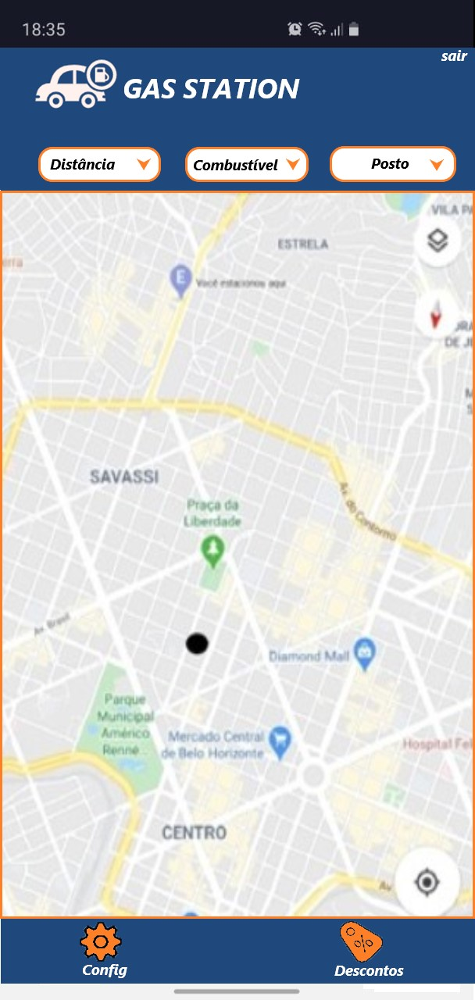 18:35
sair
GAS STATION
Distância
Combustível
Posto
VILA
ESTRELA
E
Você estacionou aqui
DE
SAVASSI
Av. do Contorno
Praça da
Liberdade
Av. Brasil
Diamond Mall
Parque
Municipal
Américo
Renné...
Mercado Central
de Belo Horizonte
Hospital Fel
CENTRO
Av
%
Config
Descontos